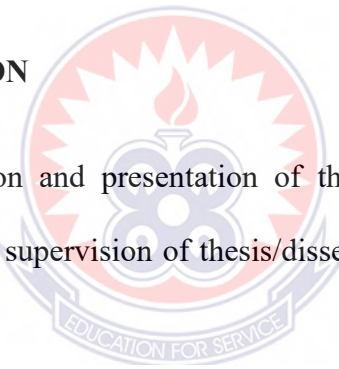 ON
on and presentation of th
supervision of thesis/disse
EDUCATION FOR SERVICE